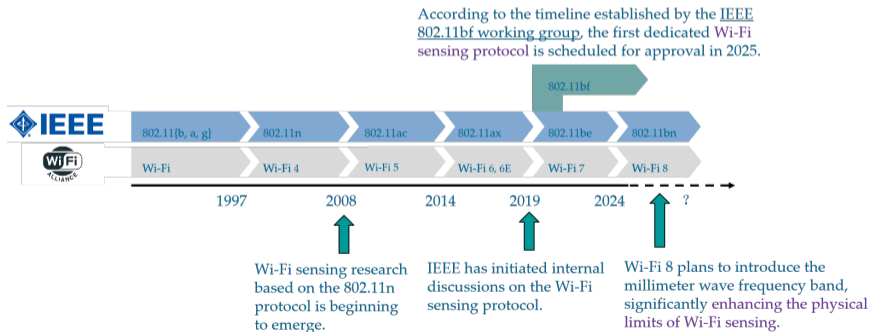 According to the timeline established by the IEEE
802.11bf working group, the first dedicated Wi-Fi
sensing protocol is scheduled for approval in 2025.
802.11bf
IEEE
802.11{b, a, g}
802.11n
802.11ac
802.11ax
802.11be
802.11bn
Wi Fi
ALLIANCE
Wi-Fi
Wi-Fi 4
Wi-Fi 5
Wi-Fi 6, 6E
Wi-Fi 7
Wi-Fi 8
1997
2008
2014
2019
2024
?
Wi-Fi sensing research
based on the 802.11n
protocol is beginning
to emerge.
IEEE has initiated internal
discussions on the Wi-Fi
sensing protocol.
Wi-Fi 8 plans to introduce the
millimeter wave frequency band,
significantly enhancing the physical
limits of Wi-Fi sensing.